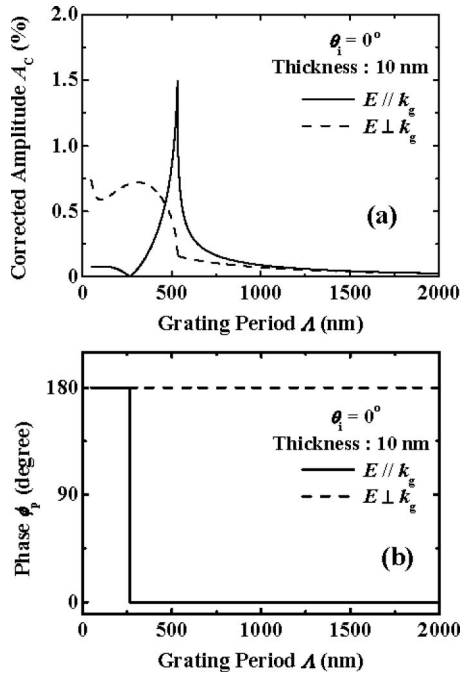 (a)
2.0
1.5
1.0
0.5
0
Corrected Amplitude A_C (%)
θ_i = 0°
Thickness : 10 nm
E // k_g
E ⊥ k_g
(a)
0 500 1000 1500 2000
Grating Period Λ (nm)
180
90
0
Phase ϕ_p (degree)
θ_i = 0°
Thickness : 10 nm
E // k_g
E ⊥ k_g
(b)
0 500 1000 1500 2000
Grating Period Λ (nm)